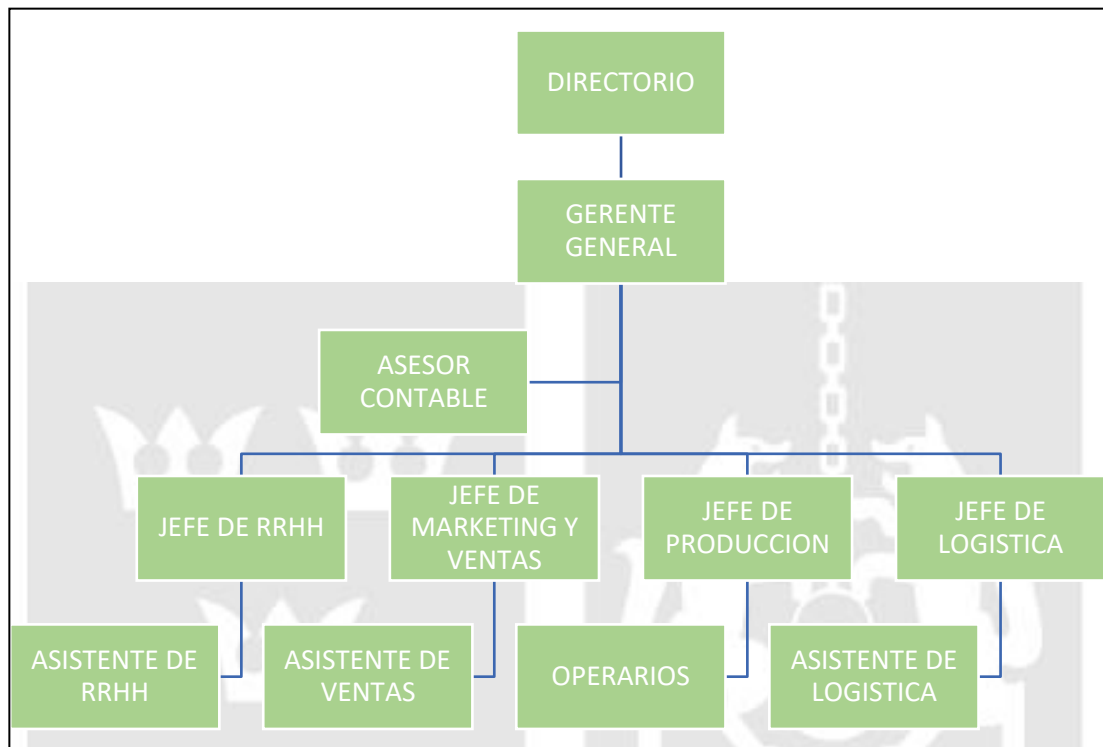 DIRECTORIO
GERENTE
GENERAL
ASESOR
CONTABLE
JEFE DE RRHH
JEFE DE
MARKETING Y
VENTAS
JEFE DE
PRODUCCION
JEFE DE
LOGISTICA
ASISTENTE DE
RRHH
ASISTENTE DE
VENTAS
OPERARIOS
ASISTENTE DE
LOGISTICA